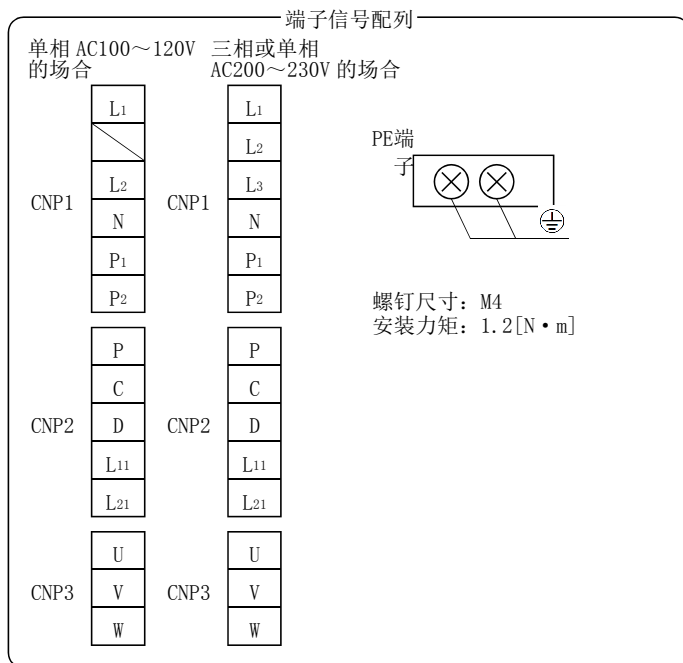 端子信号配列
单相 AC100～120V
的场合
三相或单相
AC200～230V 的场合
CNP1
L1
L2
N
P1
P2
CNP1
L1
L2
L3
N
P1
P2
PE端
子
螺钉尺寸：M4
安装力矩：1.2[N·m]
CNP2
P
C
D
L11
L21
CNP2
P
C
D
L11
L21
CNP3
U
V
W
CNP3
U
V
W